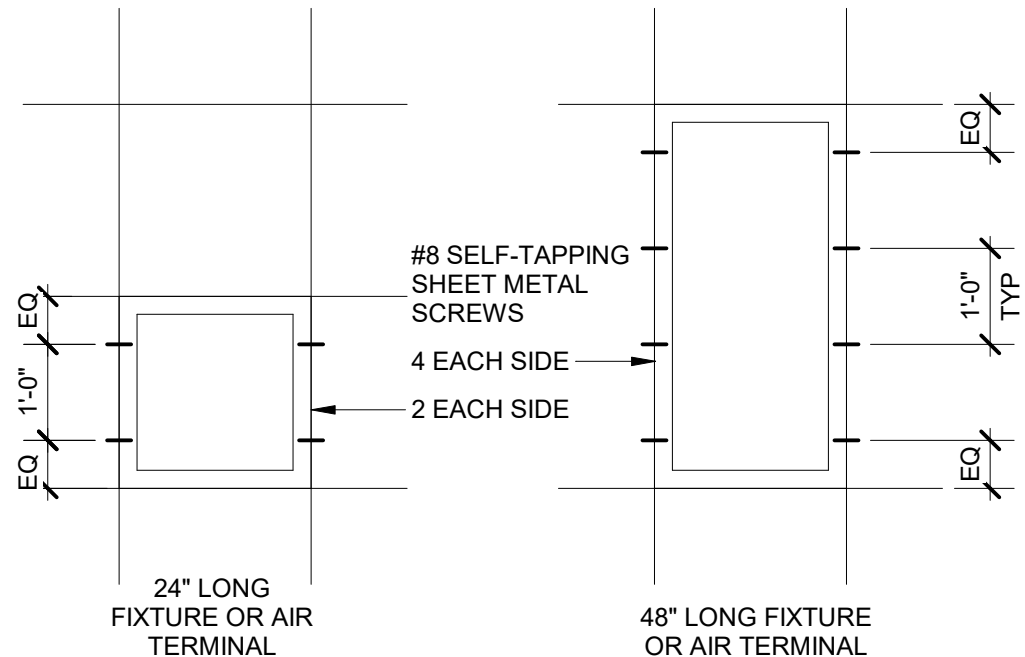 EQ
1'-0"
EQ
#8 SELF-TAPPING
SHEET METAL
SCREWS
4 EACH SIDE
2 EACH SIDE
EQ
1'-0"
TYP
EQ
24" LONG
FIXTURE OR AIR
TERMINAL
48" LONG FIXTURE
OR AIR TERMINAL